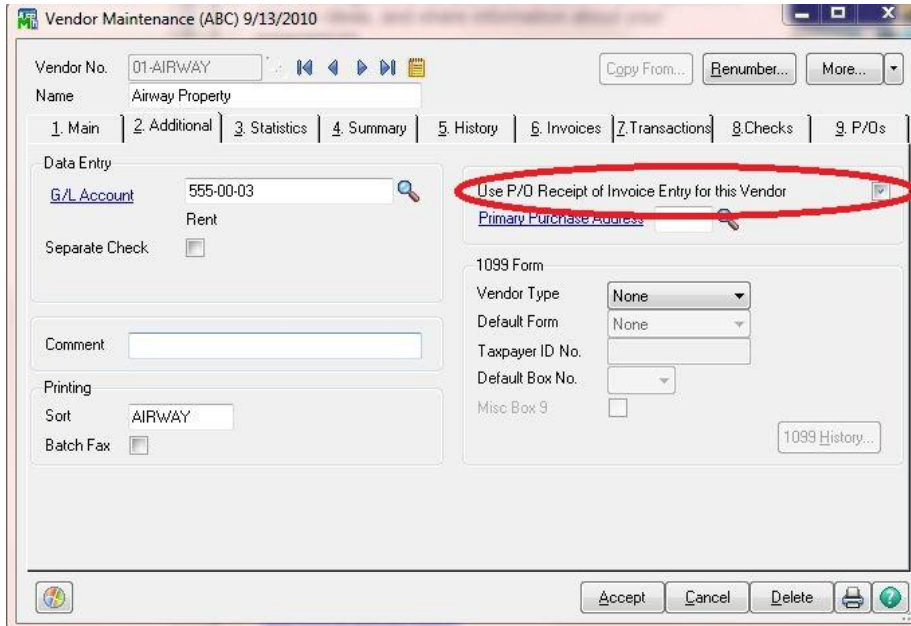 Vendor Maintenance (ABC) 9/13/2010
Vendor No. 01-AIRWAY Copy From... Renumber... More...
Name Airway Property
1. Main 2. Additional 3. Statistics 4. Summary 5. History 6. Invoices 7.Transactions 8.Checks 9. P/Os
Data Entry
G/L Account 555-00-03
Rent
Separate Check
Comment
Printing
Sort AIRWAY
Batch Fax
Use P/O Receipt of Invoice Entry for this Vendor
Primary Purchase Address
1099 Form
Vendor Type None
Default Form None
Taxpayer ID No.
Default Box No.
Misc Box 9
1099 History...
Accept Cancel Delete